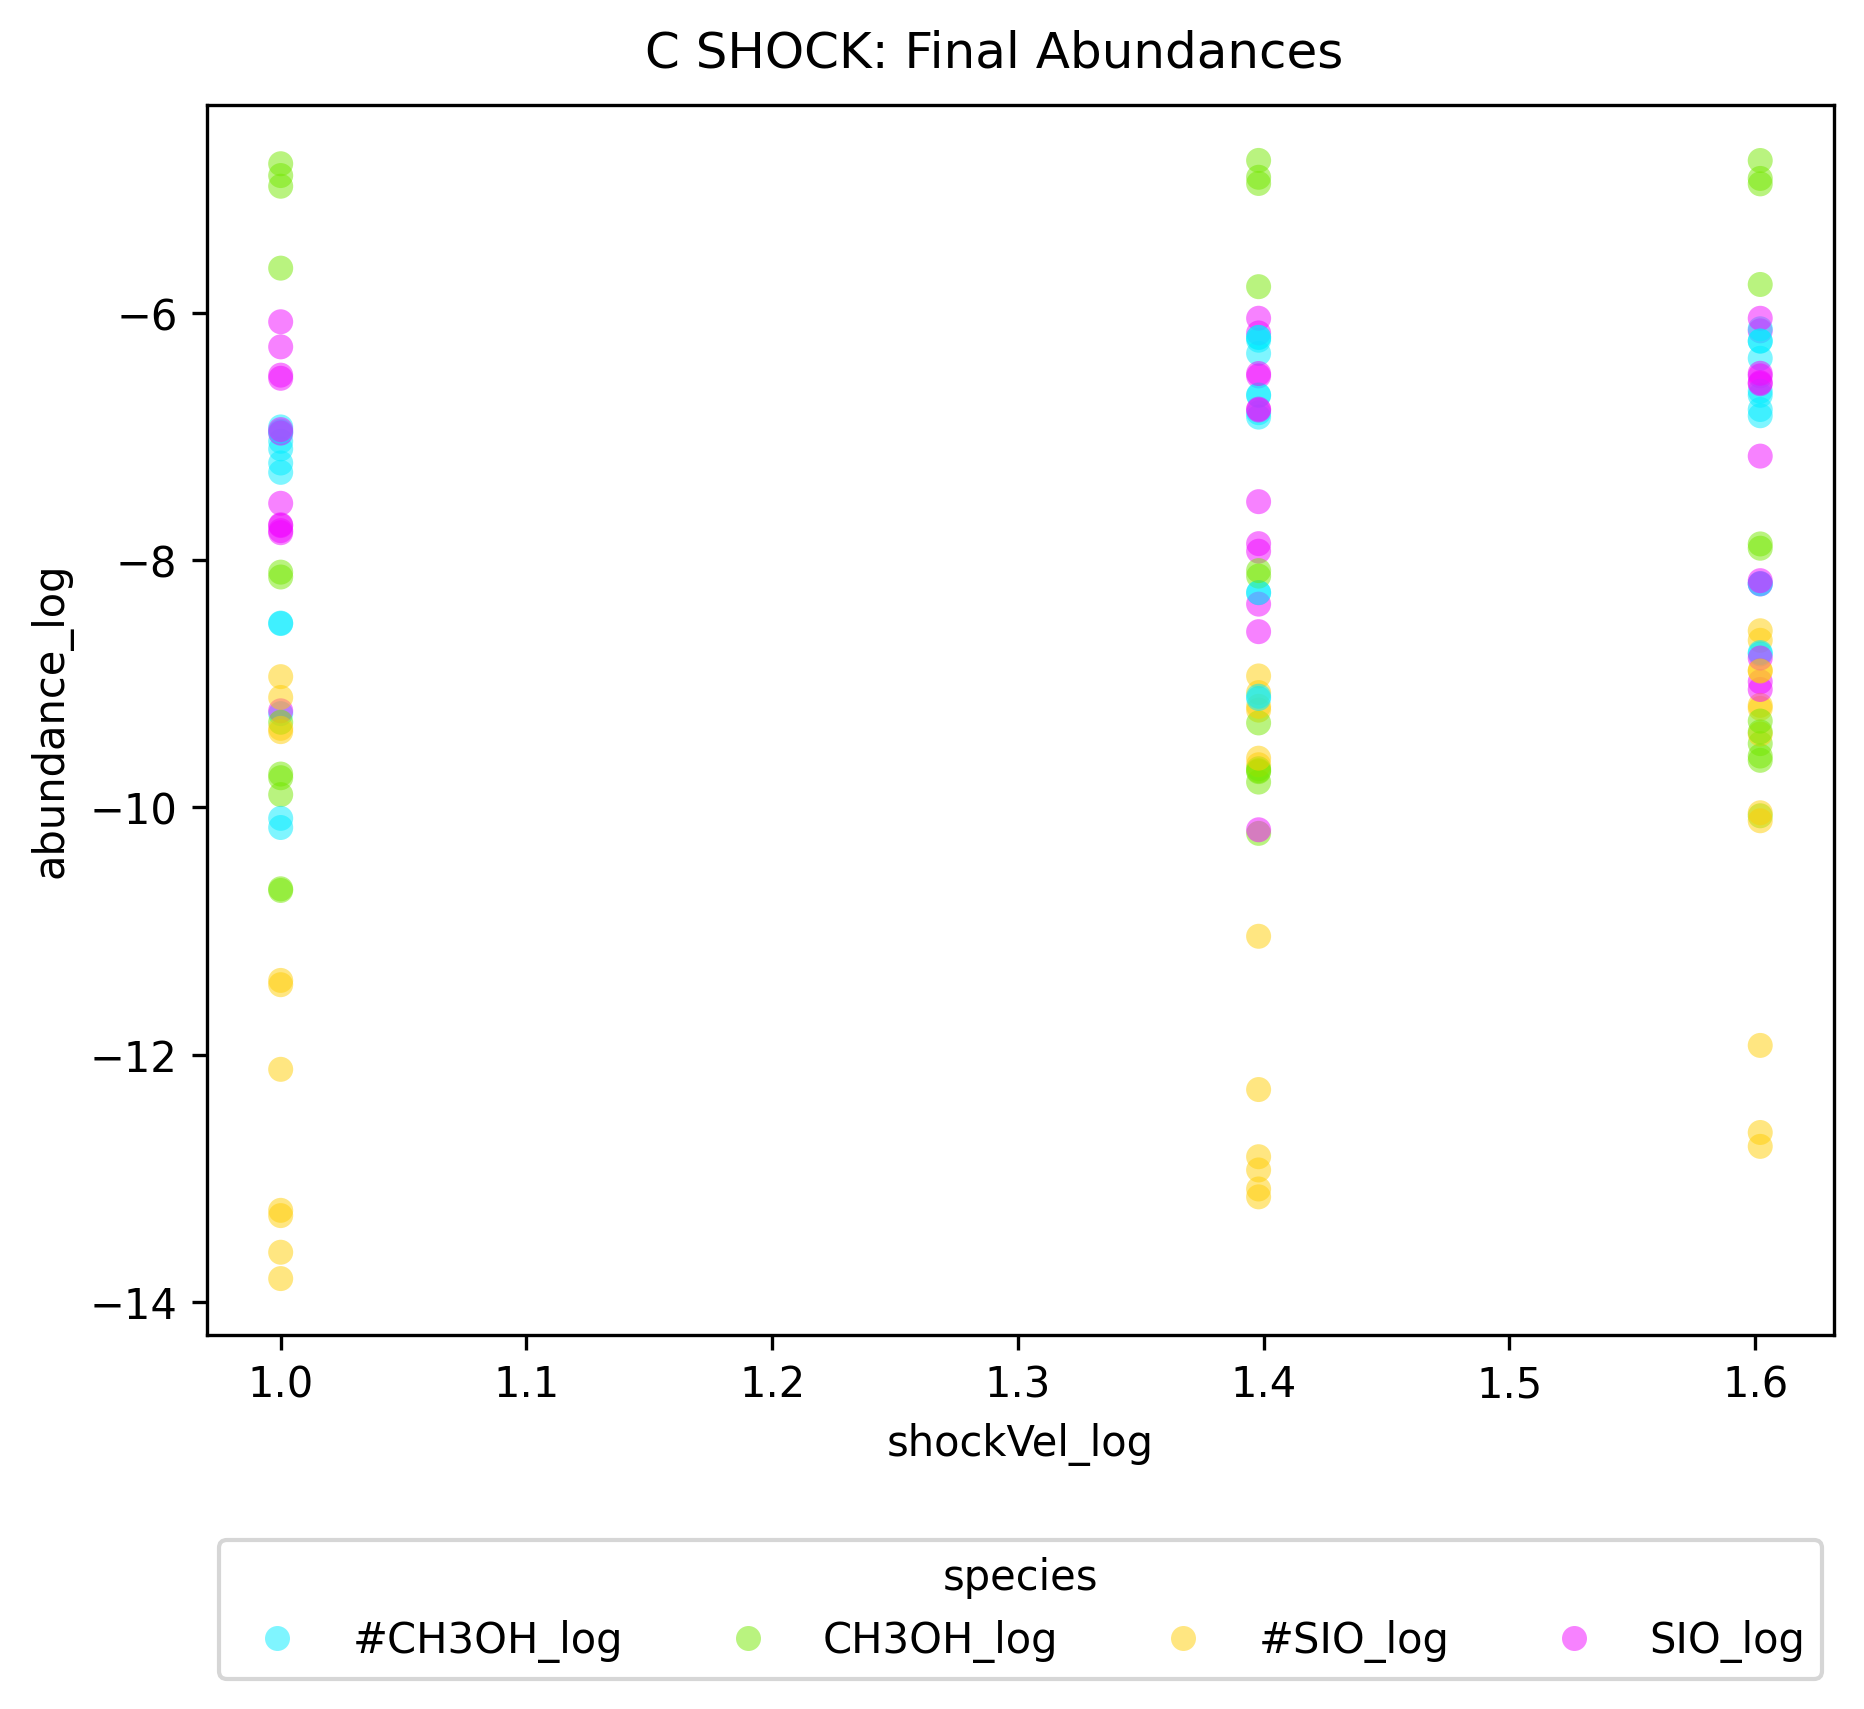 C SHOCK: Final Abundances
abundance_log
−6
−8
−10
−12
−14
1.0 1.1 1.2 1.3 1.4 1.5 1.6
shockVel_log
species
#CH3OH_log CH3OH_log #SIO_log SIO_log